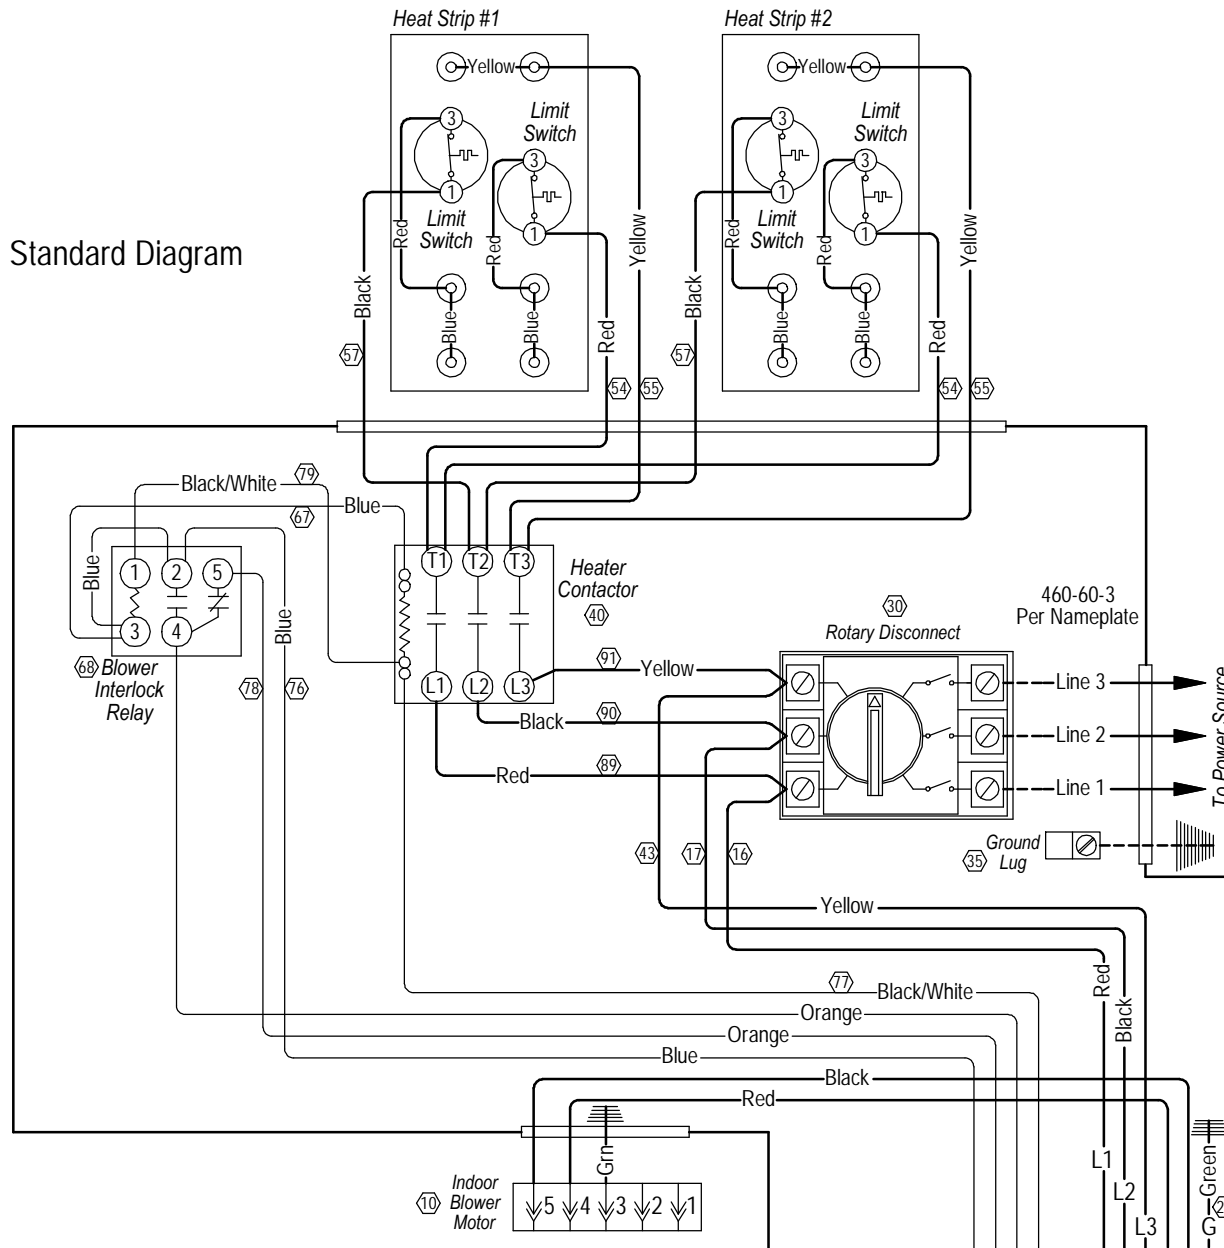 Heat Strip #1
Heat Strip #2
Yellow
Yellow
3
Limit
Switch
3
1
Limit
Switch
1
3
Limit
Switch
3
1
Limit
Switch
1
Standard Diagram
Red
Red
Yellow
Red
Red
Yellow
Black
Blue
Blue
Red
Black
Blue
Blue
Red
57
54
55
57
54
55
Black/White
79
67
Blue
Blue
1
2
5
3
4
Blue
68
Blower
Interlock
Relay
78
76
T1
T2
T3
L1
L2
L3
Heater
Contactor
40
30
Rotary Disconnect
460-60-3
Per Nameplate
91
Yellow
Black
90
Red
89
Line 3
Line 2
Line 1
To Power Source
43
17
16
35
Ground
Lug
Yellow
Red
Black
77
Black/White
Orange
Orange
Blue
Black
Red
Grn
10
Indoor
Blower
Motor
5
4
3
2
1
L1
L2
L3
G
Green